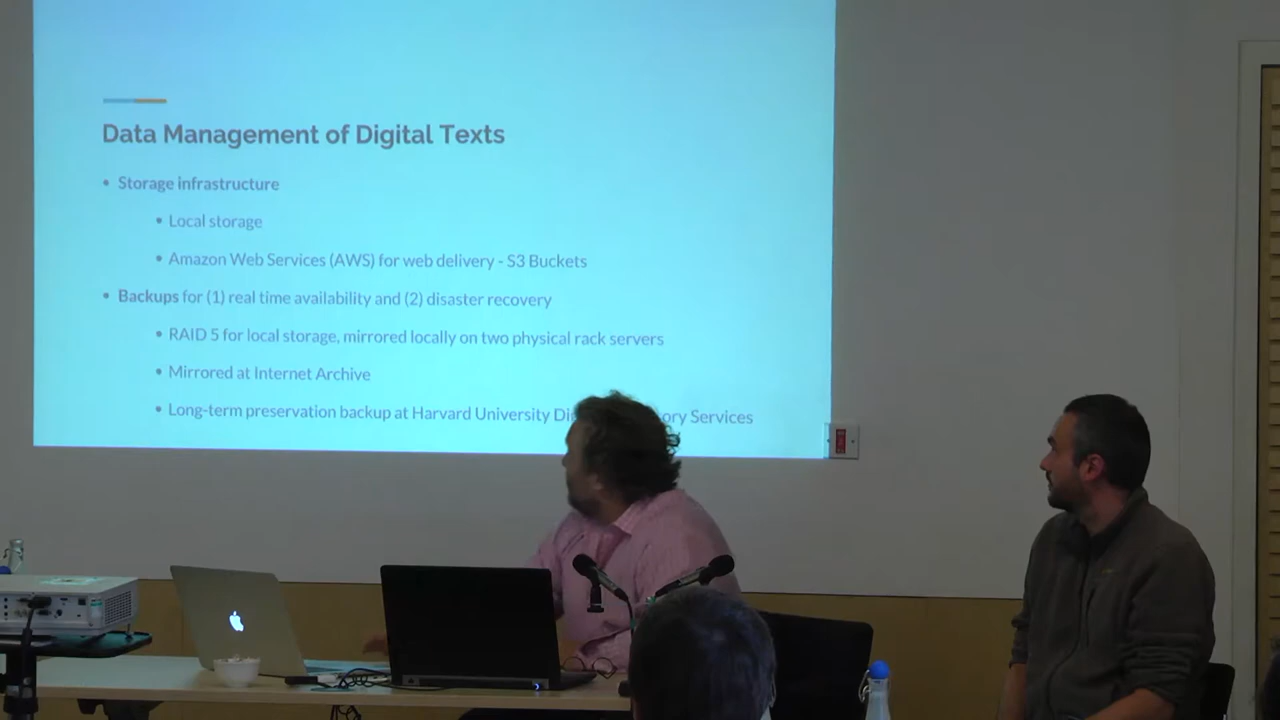 Data Management of Digital Texts
• Storage infrastructure
• Local storage
• Amazon Web Services (AWS) for web delivery - S3 Buckets
• Backups for (1) real time availability and (2) disaster recovery
• RAID 5 for local storage, mirrored locally on two physical rack servers
• Mirrored at Internet Archive
• Long-term preservation backup at Harvard University Di ory Services